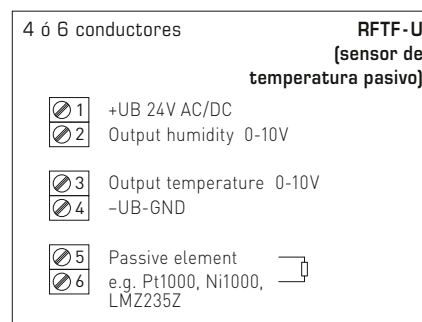 4 ó 6 conductores
RFTF-U
(sensor de
temperatura pasivo)
1 +UB 24V AC/DC
2 Output humidity 0-10V
3 Output temperature 0-10V
4 –UB-GND
5 Passive element
6 e.g. Pt1000, Ni1000,
LMZ235Z